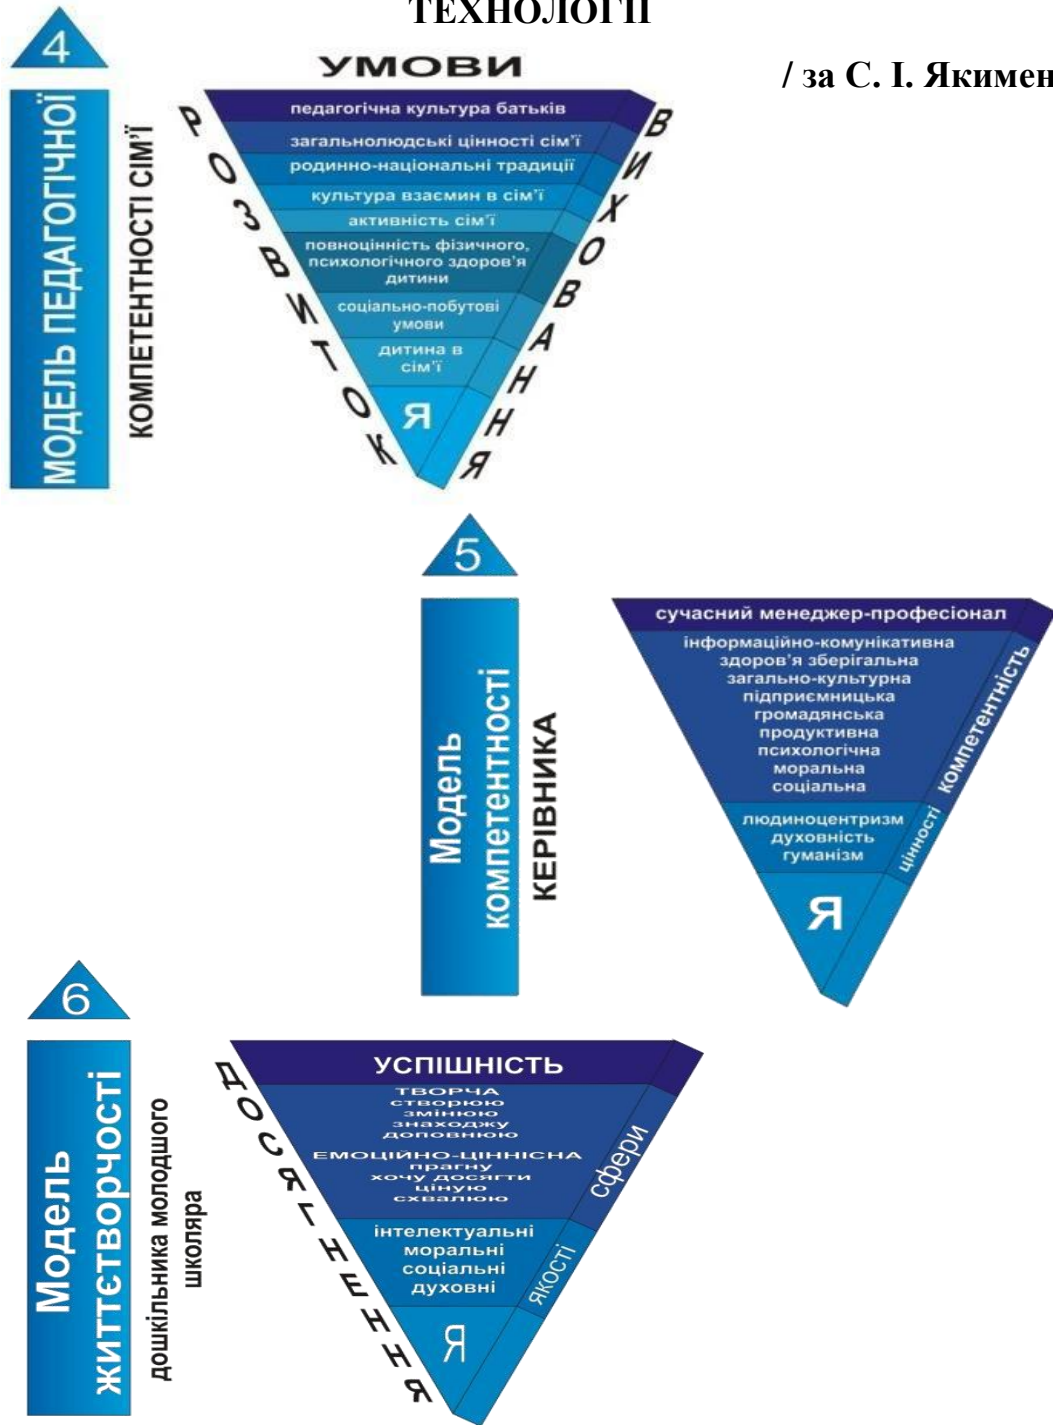 ТЕХНОЛОГІЇ
/ за С. І. Якимен
4
МОДЕЛЬ ПЕДАГОГІЧНОЇ
КОМПЕТЕНТНОСТІ СІМ'Ї
УМОВИ
РОЗВИТОК
педагогічна культура батьків
загальнолюдські цінності сім'ї
родинно-національні традиції
культура взаємин в сім'ї
активність сім'ї
повноцінність фізичного,
психологічного здоров'я
дитини
соціально-побутові
умови
дитина в
сім'ї
Я
ВИХОВАННЯ
5
Модель
компетентності
КЕРІВНИКА
сучасний менеджер-професіонал
інформаційно-комунікативна
здоров'я зберігальна
загально-культурна
підприємницька
громадянська
продуктивна
психологічна
моральна
соціальна
компетентність
людиноцентризм
духовність
гуманізм
цінності
Я
6
Модель
життєтворчості
дошкільника молодшого
школяра
ДОСЯГНЕННЯ
УСПІШНІСТЬ
ТВОРЧА
створюю
змінюю
знаходжу
доповнюю
ЕМОЦІЙНО-ЦІННІСНА
прагну
хочу досягти
ціную
схвалюю
сфери
інтелектуальні
моральні
соціальні
духовні
якості
Я